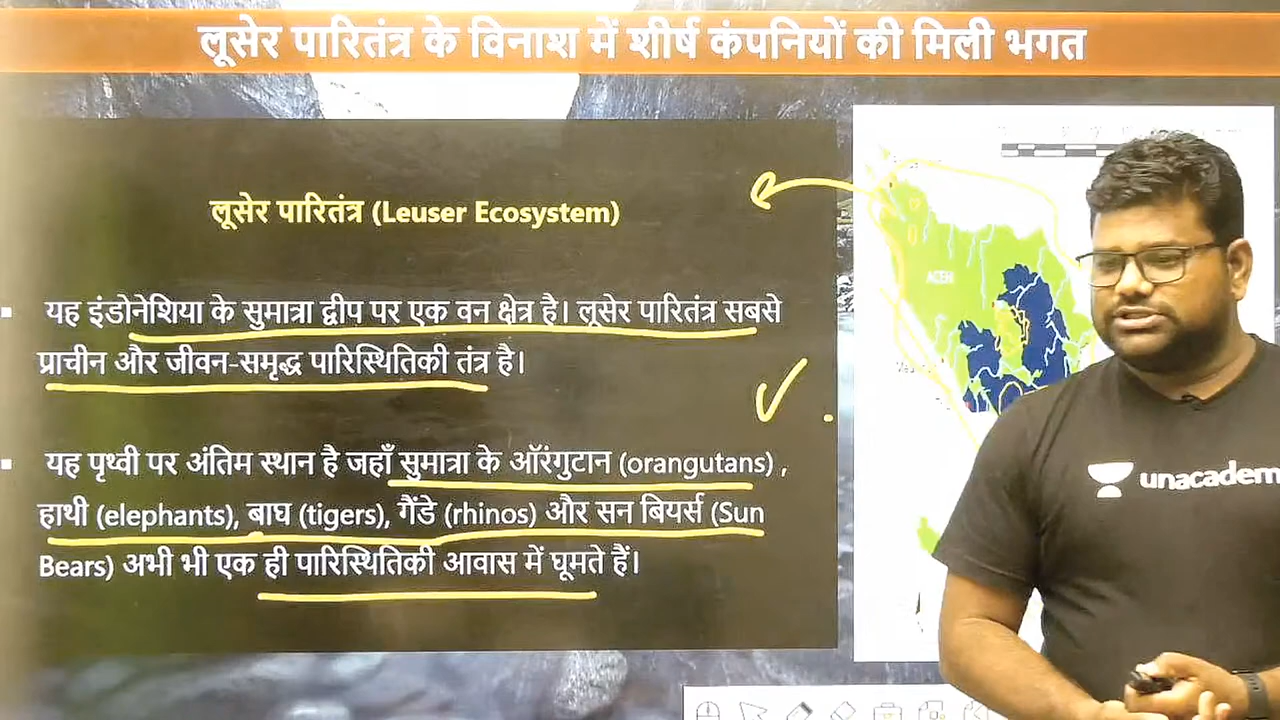 लूसेर पारितंत्र के विनाश में शीर्ष कंपनियों की मिली भगत
लूसेर पारितंत्र (Leuser Ecosystem)
यह इंडोनेशिया के सुमात्रा द्वीप पर एक वन क्षेत्र है। लूसेर पारितंत्र सबसे
प्राचीन और जीवन-समृद्ध पारिस्थितिकी तंत्र है।
यह पृथ्वी पर अंतिम स्थान है जहाँ सुमात्रा के ऑरंगुटान (orangutans) ,
हाथी (elephants), बाघ (tigers), गैंडे (rhinos) और सन बियर्स (Sun
Bears) अभी भी एक ही पारिस्थितिकी आवास में घूमते हैं।
ACEH
unacadem